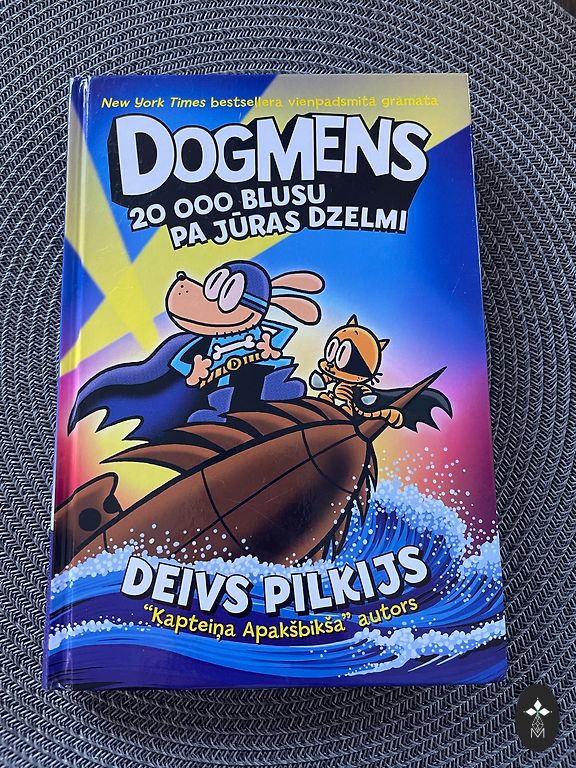 New York Times bestsellera vienpadsmitā grāmata
DOGMENS
20 000 BLUSU
PA JŪRAS DZELMI
DEIVS PILKIJS
"Kapteiņa Apakšbikša" autors
M